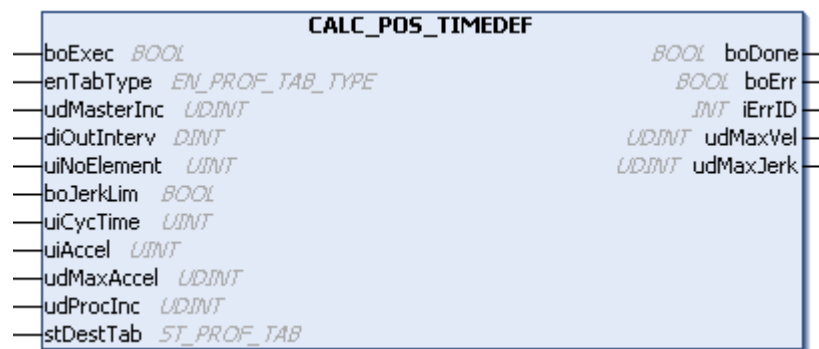 CALC_POS_TIMEDEF
boExec BOOL BOOL boDone
enTabType EN_PROF_TAB_TYPE BOOL boErr
udMasterInc UDINT INT iErrID
diOutInterv DINT UDINT udMaxVel
uiNoElement UINT UDINT udMaxJerk
boJerkLim BOOL
uiCycTime UINT
uiAccel UINT
udMaxAccel UDINT
udProcInc UDINT
stDestTab ST_PROF_TAB